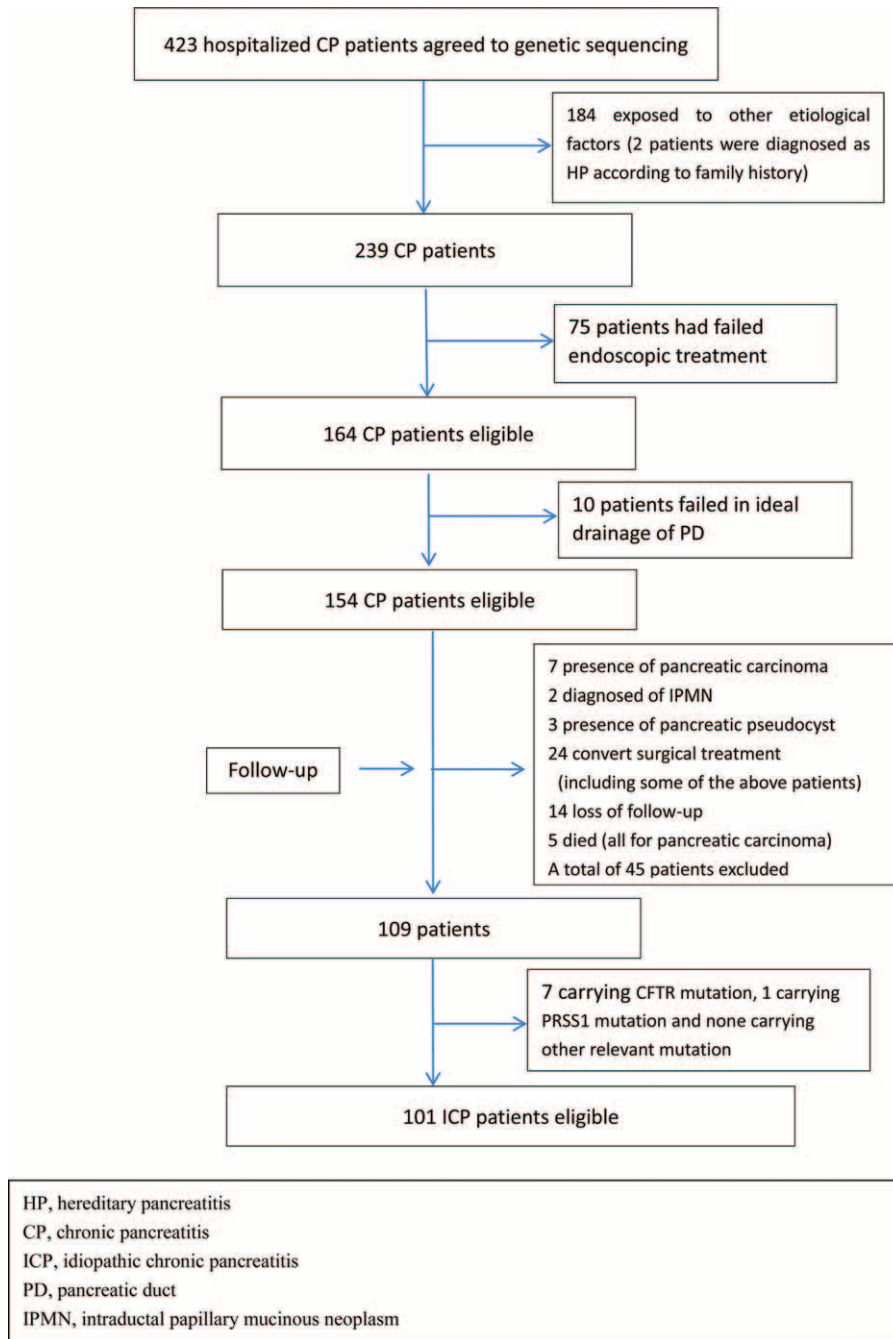 423 hospitalized CP patients agreed to genetic sequencing
184 exposed to other etiological
factors (2 patients were diagnosed as
HP according to family history)
239 CP patients
75 patients had failed
endoscopic treatment
164 CP patients eligible
10 patients failed in ideal
drainage of PD
154 CP patients eligible
7 presence of pancreatic carcinoma
2 diagnosed of IPMN
3 presence of pancreatic pseudocyst
24 convert surgical treatment
(including some of the above patients)
14 loss of follow-up
5 died (all for pancreatic carcinoma)
A total of 45 patients excluded
Follow-up
109 patients
7 carrying CFTR mutation, 1 carrying
PRSS1 mutation and none carrying
other relevant mutation
101 ICP patients eligible
HP, hereditary pancreatitis
CP, chronic pancreatitis
ICP, idiopathic chronic pancreatitis
PD, pancreatic duct
IPMN, intraductal papillary mucinous neoplasm